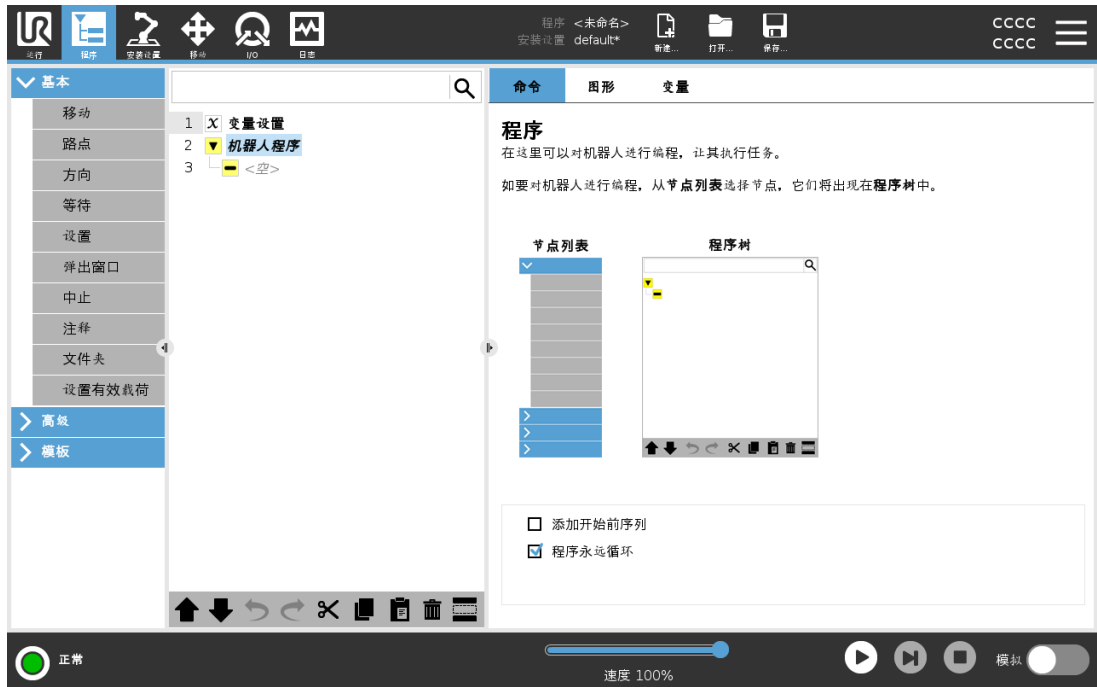 UR
运行
程序
安装设置
移动
I/O
日志
程序 <未命名>
安装设置 default*
新建...
打开...
保存...
CCCC
CCCC
基本
移动
路点
方向
等待
设置
弹出窗口
中止
注释
文件夹
设置有效载荷
高级
模板
1 x 变量设置
2 机器人程序
3 <空>
命令 图形 变量
程序
在这里可以对机器人进行编程，让其执行任务。
如要对机器人进行编程，从节点列表选择节点，它们将出现在程序树中。
节点列表 程序树
添加开始前序列
程序永远循环
正常
速度 100%
模拟